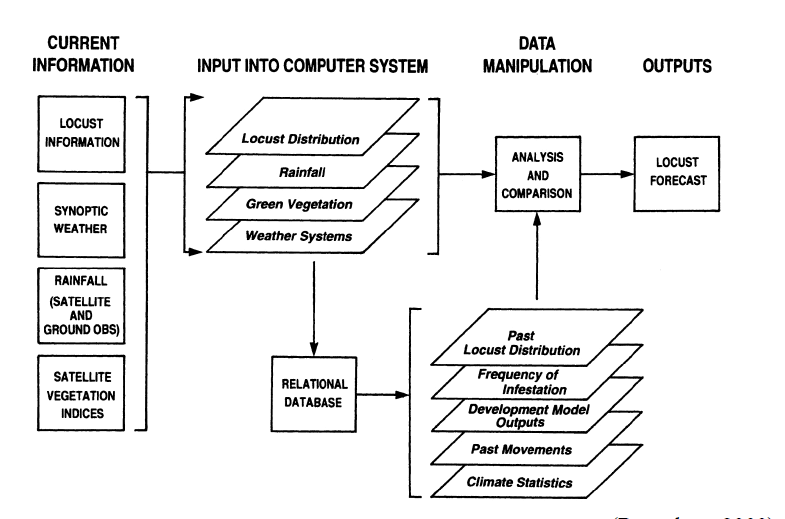 CURRENT
INFORMATION
INPUT INTO COMPUTER SYSTEM
DATA
MANIPULATION
OUTPUTS
LOCUST
INFORMATION
SYNOPTIC
WEATHER
RAINFALL
(SATELLITE
AND
GROUND OBS)
SATELLITE
VEGETATION
INDICES
Locust Distribution
Rainfall
Green Vegetation
Weather Systems
ANALYSIS
AND
COMPARISON
LOCUST
FORECAST
RELATIONAL
DATABASE
Past
Locust Distribution
Frequency of
Infestation
Development Model
Outputs
Past Movements
Climate Statistics